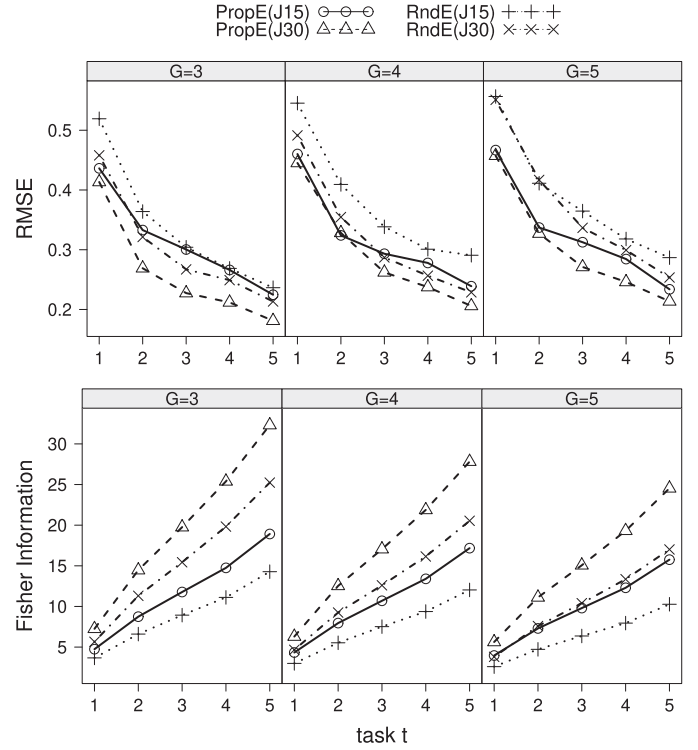 PropE(J15) RndE(J15)
PropE(J30) RndE(J30)
G=3 G=4 G=5
RMSE
0.5
0.4
0.3
0.2
1 2 3 4 5 1 2 3 4 5 1 2 3 4 5
G=3 G=4 G=5
Fisher Information
30
25
20
15
10
5
1 2 3 4 5 1 2 3 4 5 1 2 3 4 5
task t